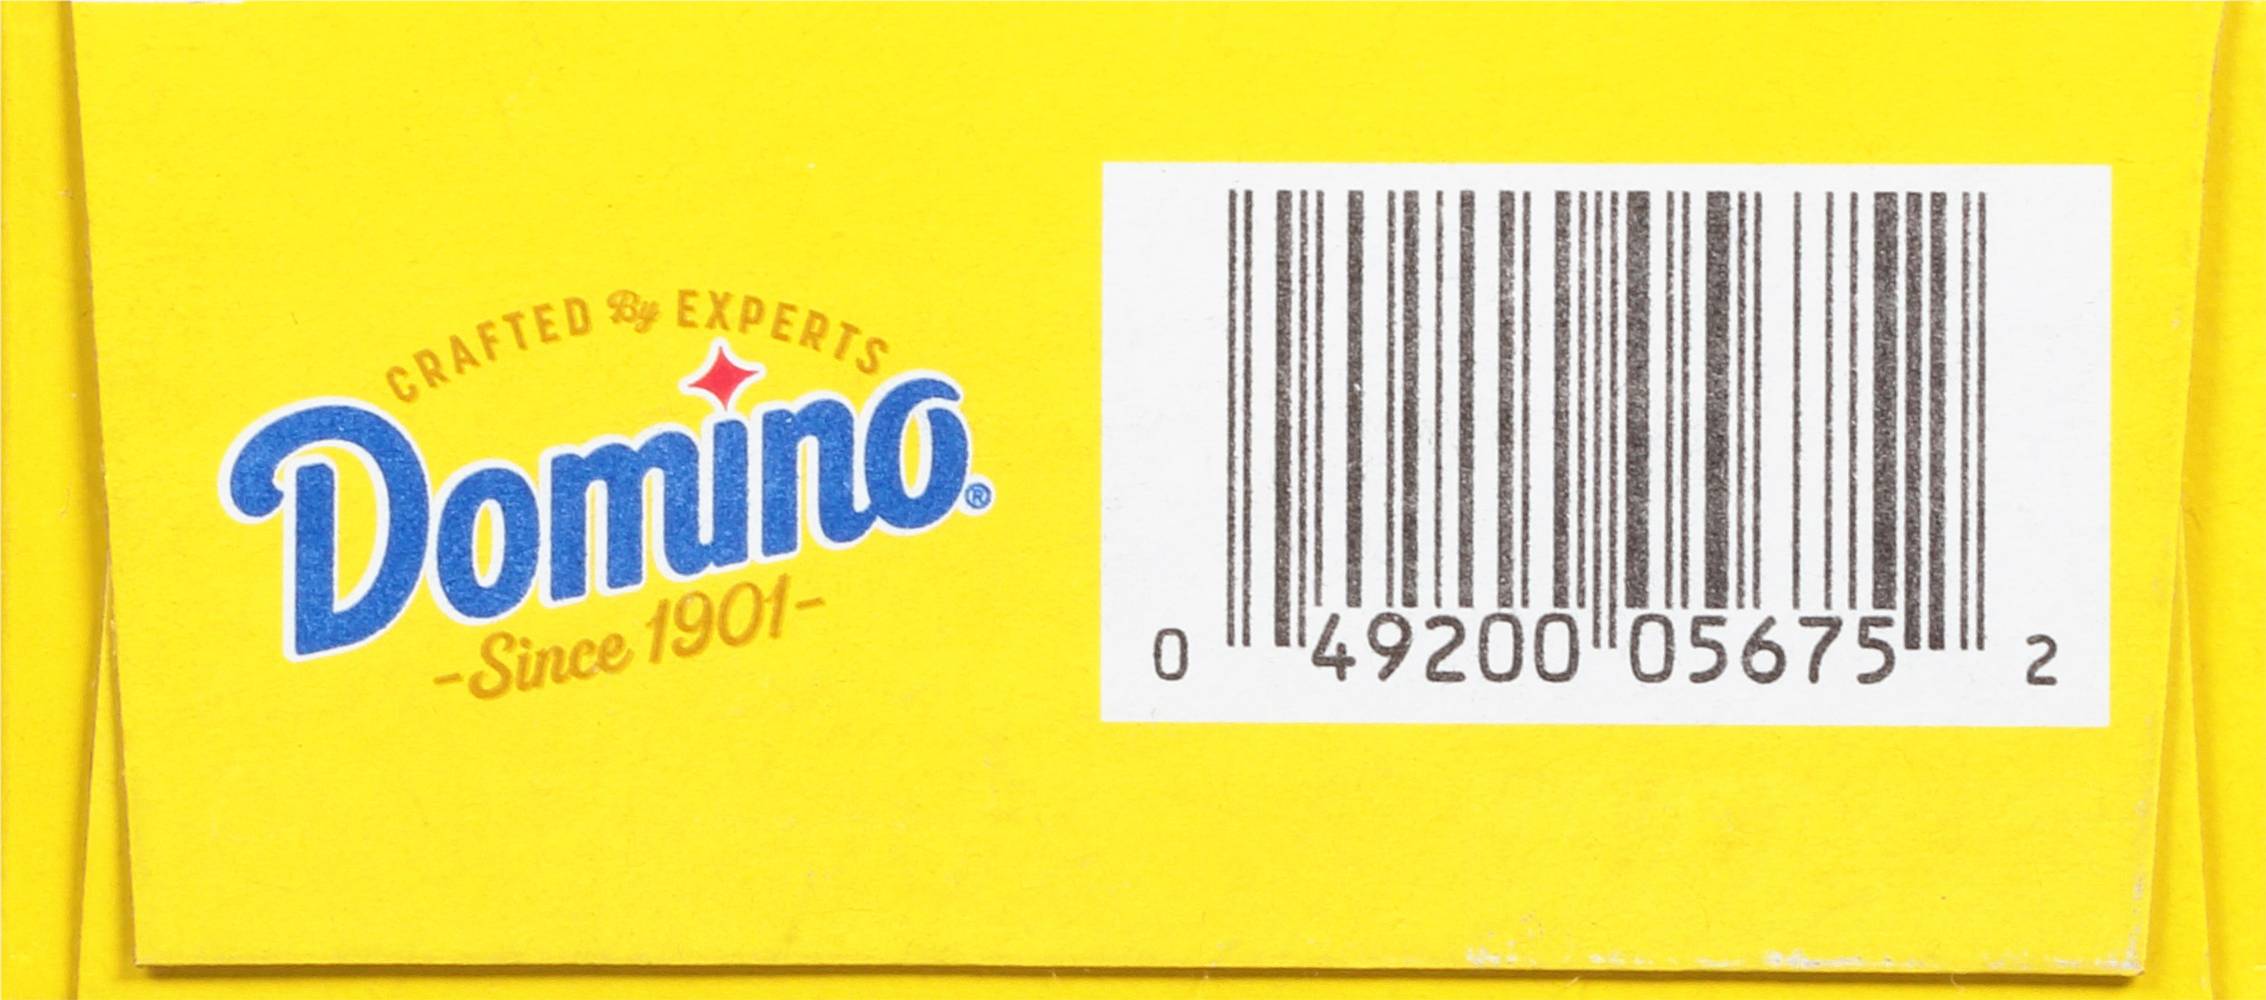 CRAFTED By EXPERTS
Domino®
-Since 1901-
0 49200 05675 2